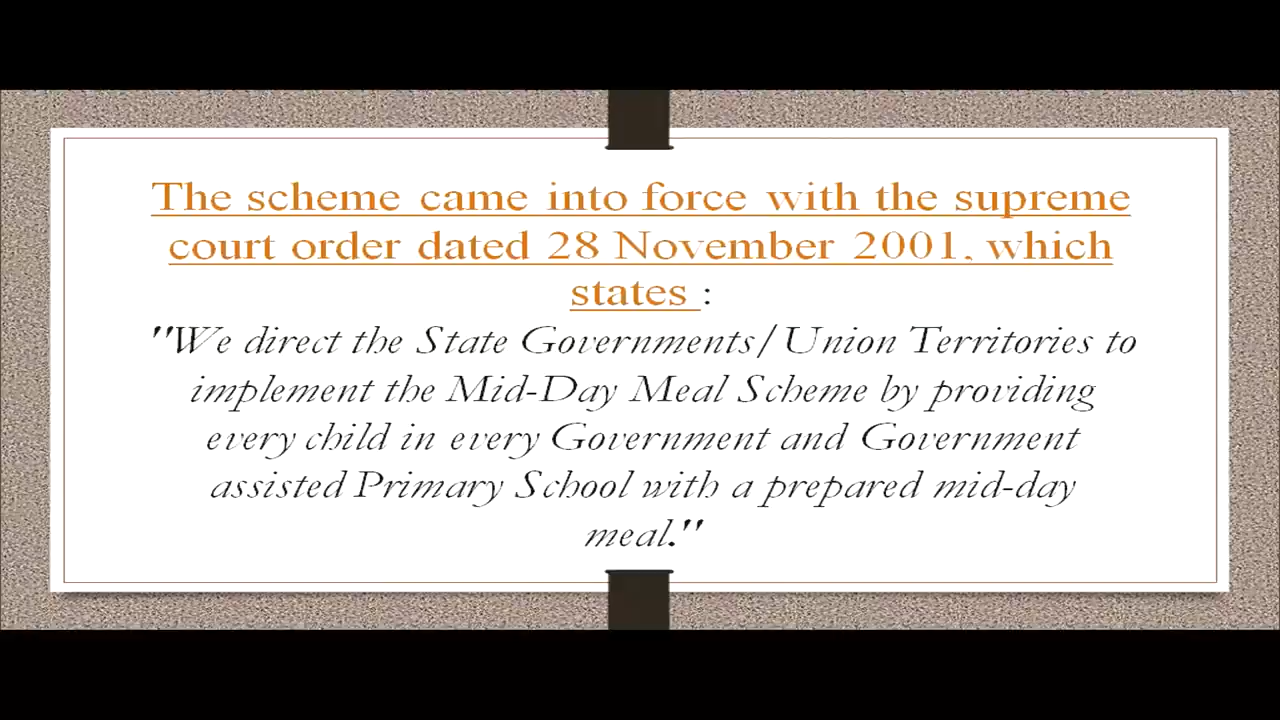 The scheme came into force with the supreme
court order dated 28 November 2001, which
states :
"We direct the State Governments/Union Territories to
implement the Mid-Day Meal Scheme by providing
every child in every Government and Government
assisted Primary School with a prepared mid-day
meal."